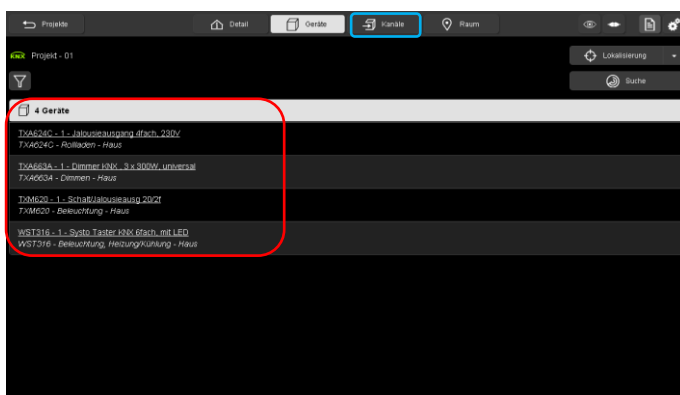 Projekte
Detail
Geräte
Kanäle
Raum
KNX Projekt - 01
Lokalisierung
Suche
4 Geräte
TXA624C - 1 - Jalousieausgang 4fach, 230V
TXA624C - Rollladen - Haus
TXA663A - 1 - Dimmer KNX , 3 x 300W, universal
TXA663A - Dimmen - Haus
TXM620 - 1 - Schalt/Jalousieausg 20/2f
TXM620 - Beleuchtung - Haus
WST316 - 1 - Systo Taster KNX 6fach, mit LED
WST316 - Beleuchtung, Heizung/Kühlung - Haus